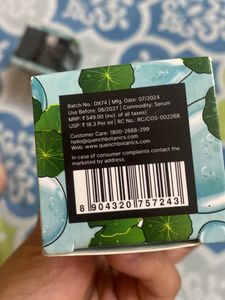 Batch No.: DX74 | Mfg. Date: 07/2024
Use Before: 06/2027 | Commodity: Serum
MRP: ₹ 549.00 (incl. of all taxes)
USP: ₹ 18.3 Per ml | RC No.: RC/COS-002268
Customer Care: 1800-2666-299
hello@quenchbotanics.com
www.quenchbotanics.com
In case of consumer complaints contact the
marketed by address.
8 904320 757243